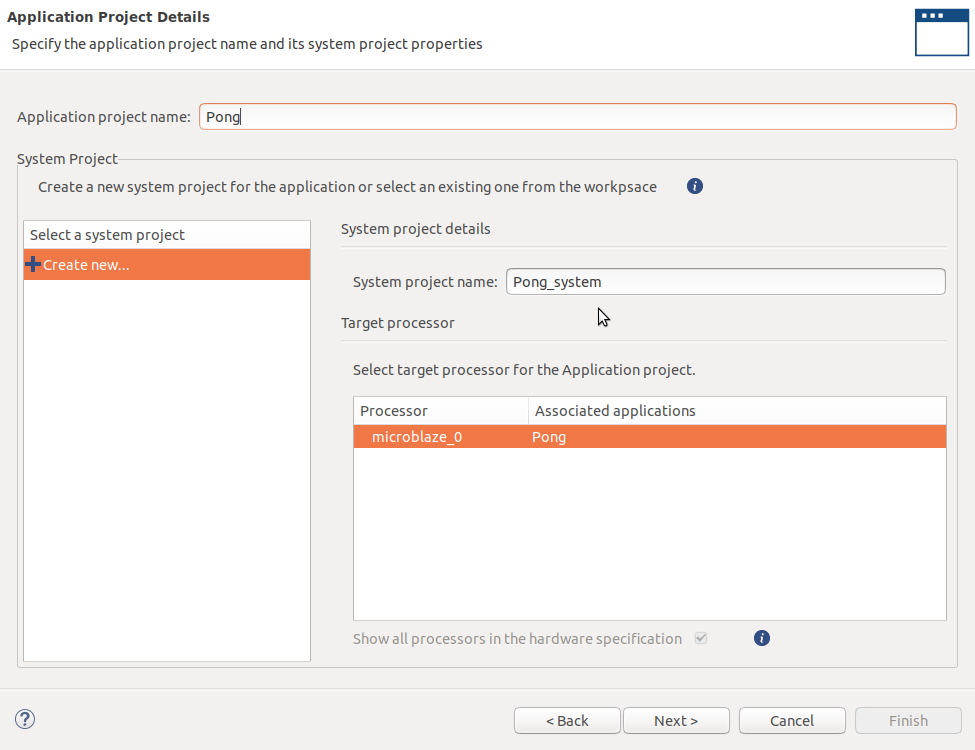 Application Project Details
Specify the application project name and its system project properties
Application project name: Pong
System Project
Create a new system project for the application or select an existing one from the workpsace
Select a system project
Create new...
System project details
System project name: Pong_system
Target processor
Select target processor for the Application project.
Processor Associated applications
microblaze_0 Pong
Show all processors in the hardware specification
< Back Next > Cancel Finish